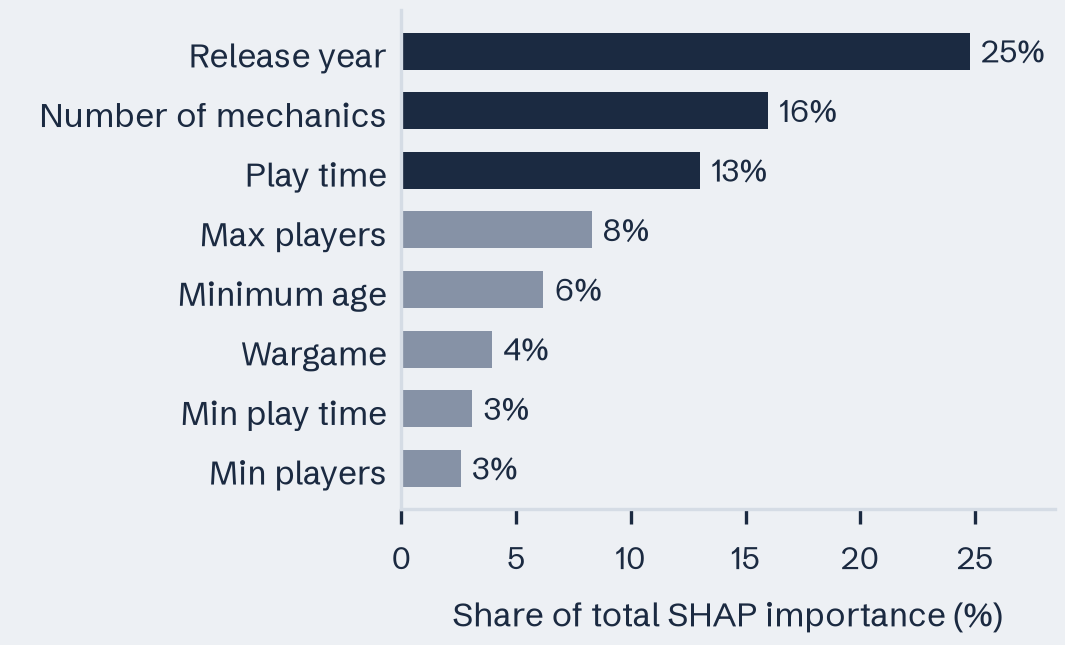 Release year 25%
Number of mechanics 16%
Play time 13%
Max players 8%
Minimum age 6%
Wargame 4%
Min play time 3%
Min players 3%
0 5 10 15 20 25
Share of total SHAP importance (%)